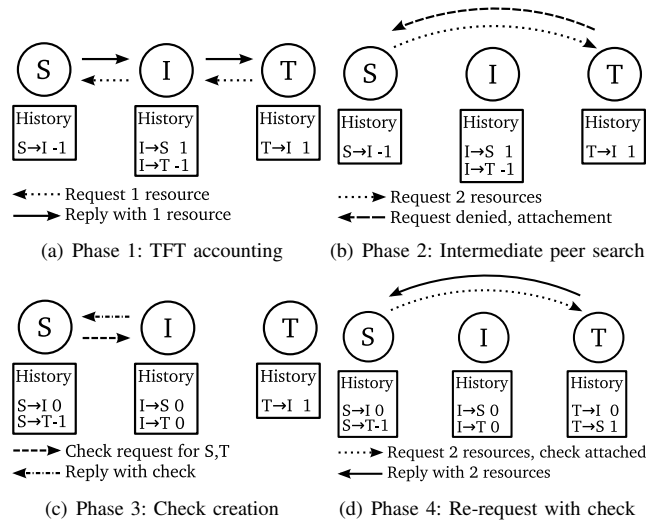 S I T
History History History
S→I -1 I→S 1 T→I 1
I→T -1
Request 1 resource
Reply with 1 resource
(a) Phase 1: TFT accounting
S I T
History History History
S→I -1 I→S 1 T→I 1
I→T -1
Request 2 resources
Request denied, attachement
(b) Phase 2: Intermediate peer search
S I T
History History History
S→I 0 I→S 0 T→I 1
S→T-1 I→T 0
Check request for S,T
Reply with check
(c) Phase 3: Check creation
S I T
History History History
S→I 0 I→S 0 T→I 0
S→T-1 I→T 0 T→S 1
Request 2 resources, check attached
Reply with 2 resources
(d) Phase 4: Re-request with check